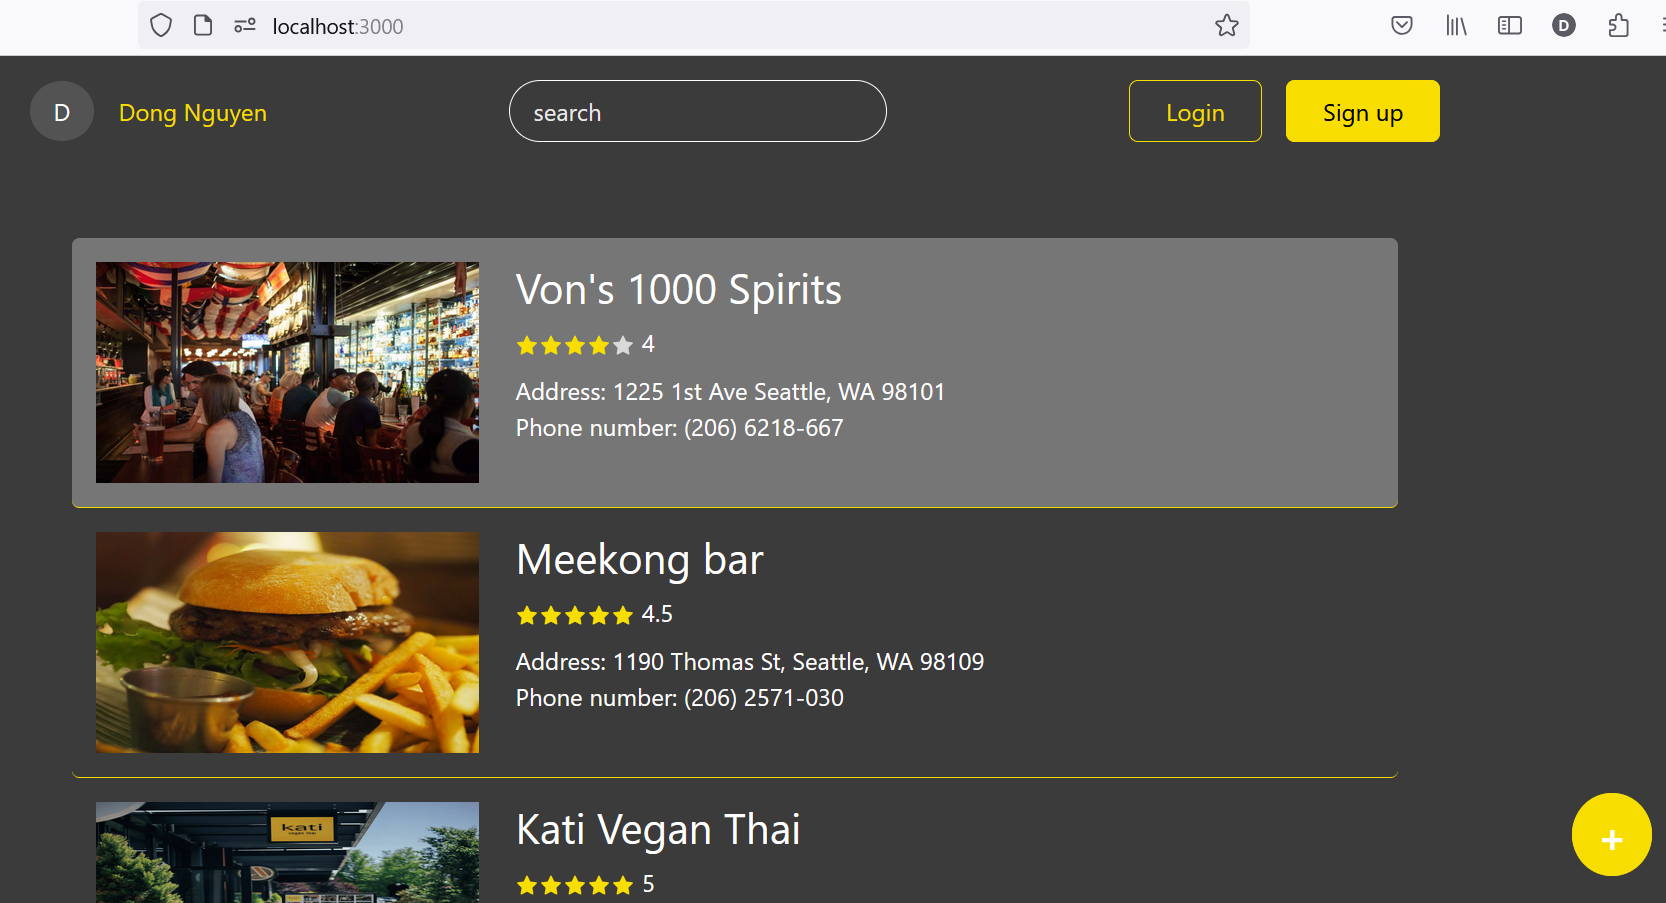 localhost:3000
D
D
Dong Nguyen
search
Login
Sign up
Von's 1000 Spirits
4
Address: 1225 1st Ave Seattle, WA 98101
Phone number: (206) 6218-667
Meekong bar
4.5
Address: 1190 Thomas St, Seattle, WA 98109
Phone number: (206) 2571-030
kati
vegan thai
Kati Vegan Thai
5
+